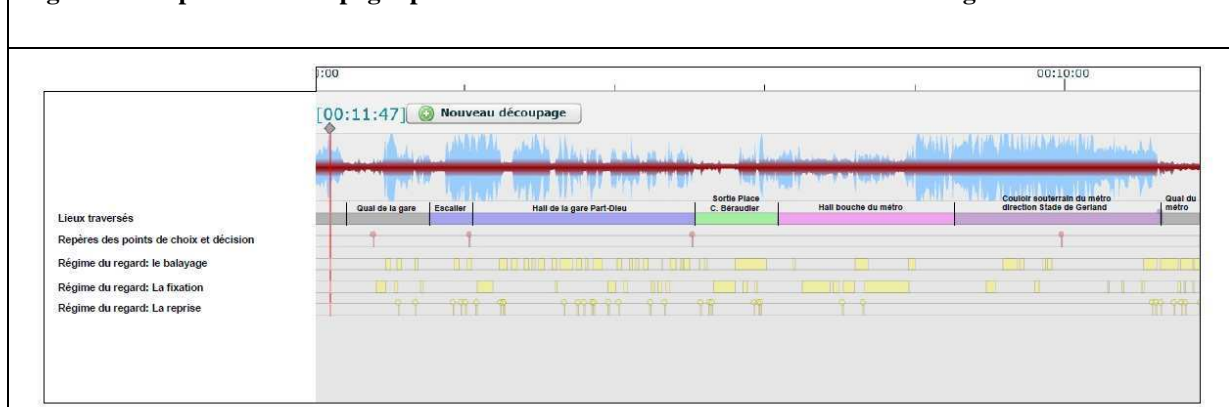 0:00
00:10:00
[00:11:47] Nouveau découpage
Lieux traversés
Quai de la gare
Escalier
Hall de la gare Part-Dieu
Sortie Place
C. Béraudier
Hall bouche du métro
Couloir souterrain du métro
direction Stade de Gerland
Quai du
métro
Repères des points de choix et décision
Régime du regard: le balayage
Régime du regard: La fixation
Régime du regard: La reprise